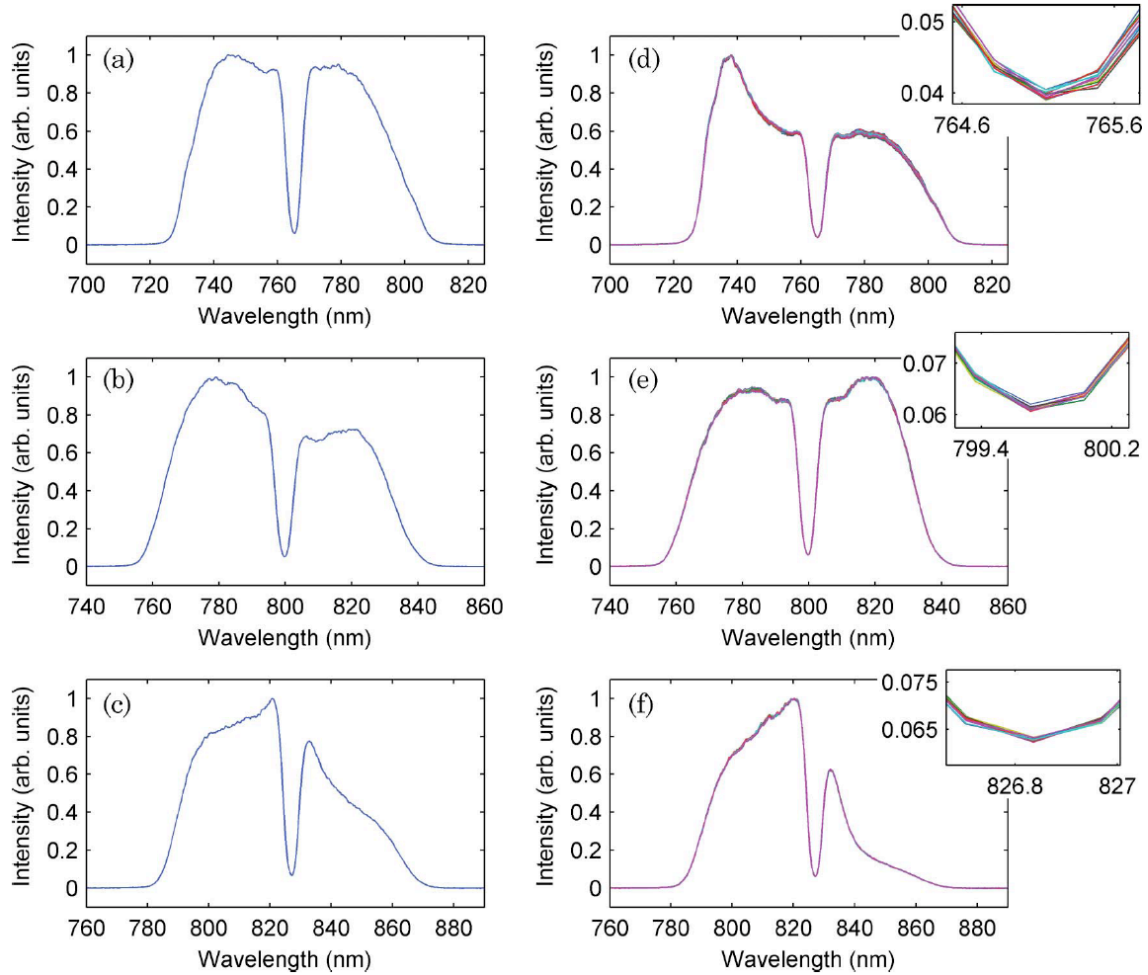 (a)
Intensity (arb. units)
1
0.8
0.6
0.4
0.2
0
700 720 740 760 780 800 820
Wavelength (nm)
(d)
Intensity (arb. units)
1
0.8
0.6
0.4
0.2
0
700 720 740 760 780 800 820
Wavelength (nm)
0.05
0.04
764.6 765.6
(b)
Intensity (arb. units)
1
0.8
0.6
0.4
0.2
0
740 760 780 800 820 840 860
Wavelength (nm)
(e)
Intensity (arb. units)
1
0.8
0.6
0.4
0.2
0
740 760 780 800 820 840 860
Wavelength (nm)
0.07
0.06
799.4 800.2
(c)
Intensity (arb. units)
1
0.8
0.6
0.4
0.2
0
760 780 800 820 840 860 880
Wavelength (nm)
(f)
Intensity (arb. units)
1
0.8
0.6
0.4
0.2
0
760 780 800 820 840 860 880
Wavelength (nm)
0.075
0.065
826.8 827